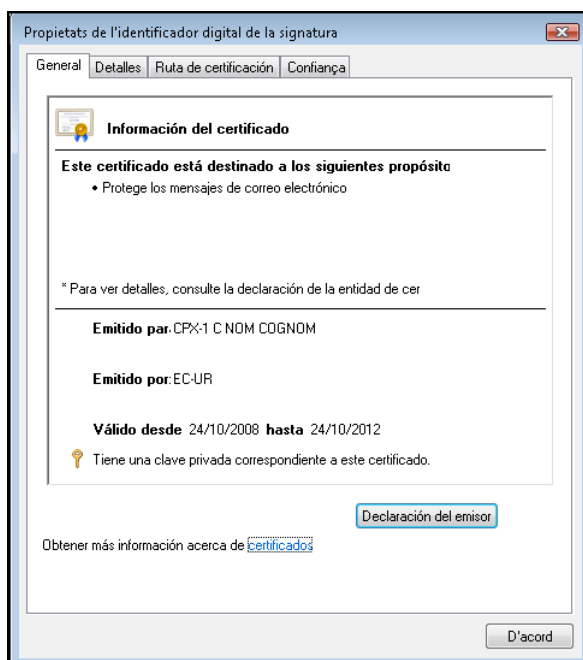 Propietats de l'identificador digital de la signatura
General Detalles Ruta de certificación Confiança
Información del certificado
Este certificado está destinado a los siguientes propósito
• Protege los mensajes de correo electrónico
* Para ver detalles, consulte la declaración de la entidad de cer
Emitido par CPX-1 C NOM COGNOM
Emitido por: EC-UR
Válido desde 24/10/2008 hasta 24/10/2012
Tiene una clave privada correspondiente a este certificado.
Declaración del emisor
Obtener más información acerca de certificados
D'acord